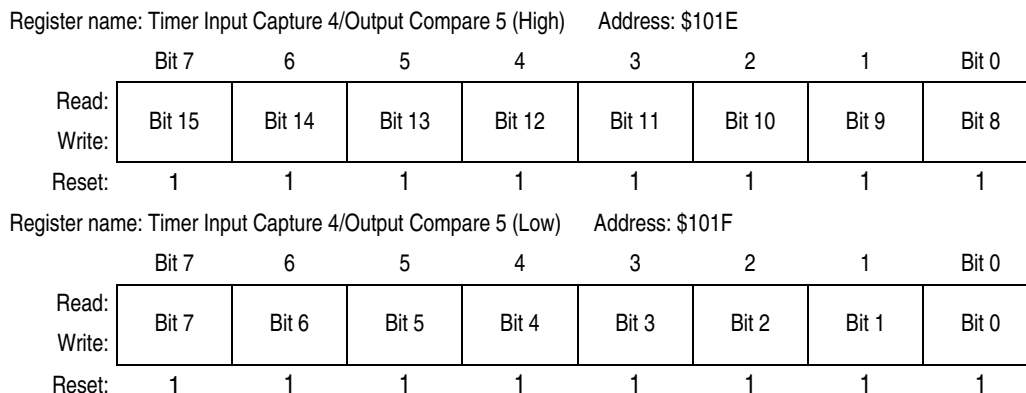 Register name: Timer Input Capture 4/Output Compare 5 (High) Address: $101E
Bit 7 6 5 4 3 2 1 Bit 0
Read:
Bit 15 Bit 14 Bit 13 Bit 12 Bit 11 Bit 10 Bit 9 Bit 8
Write:
Reset: 1 1 1 1 1 1 1 1
Register name: Timer Input Capture 4/Output Compare 5 (Low) Address: $101F
Bit 7 6 5 4 3 2 1 Bit 0
Read:
Bit 7 Bit 6 Bit 5 Bit 4 Bit 3 Bit 2 Bit 1 Bit 0
Write:
Reset: 1 1 1 1 1 1 1 1